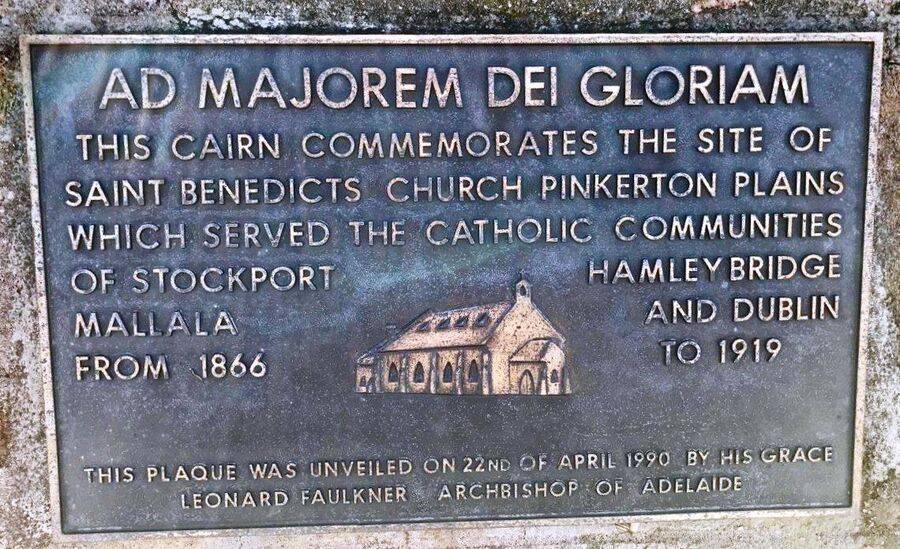 AD MAJOREM DEI GLORIAM
THIS CAIRN COMMEMORATES THE SITE OF
SAINT BENEDICTS CHURCH PINKERTON PLAINS
WHICH SERVED THE CATHOLIC COMMUNITIES
OF STOCKPORT HAMLEY BRIDGE
MALLALA AND DUBLIN
FROM 1866 TO 1919
THIS PLAQUE WAS UNVEILED ON 22ND OF APRIL 1990 BY HIS GRACE
LEONARD FAULKNER ARCHBISHOP OF ADELAIDE